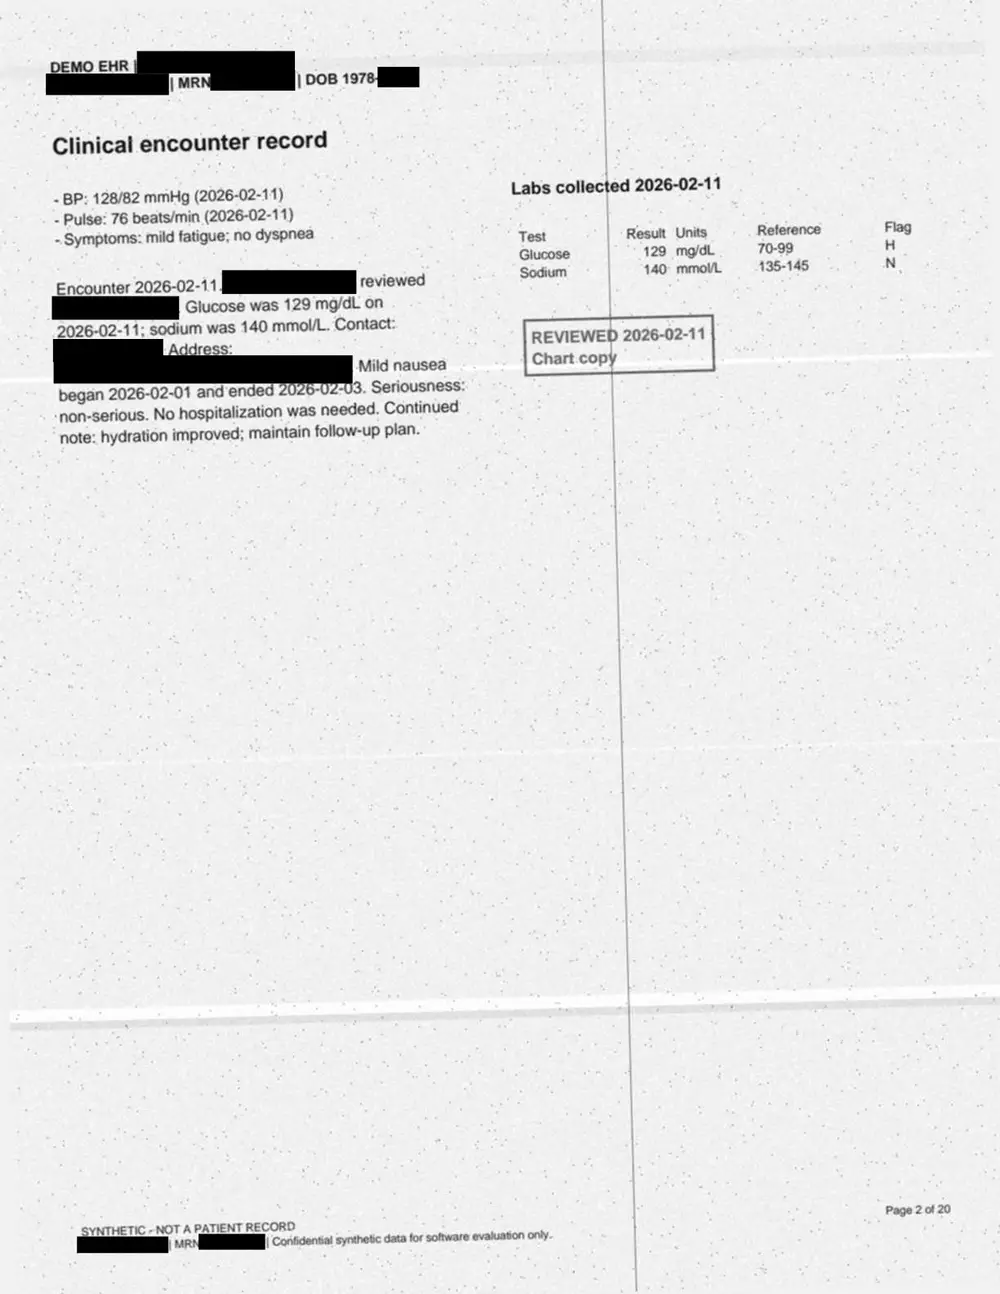 DEMO EHR |
| MRN | DOB 1978-
Clinical encounter record
- BP: 128/82 mmHg (2026-02-11)
- Pulse: 76 beats/min (2026-02-11)
- Symptoms: mild fatigue; no dyspnea
Encounter 2026-02-11. reviewed
Glucose was 129 mg/dL on
2026-02-11; sodium was 140 mmol/L. Contact:
Address:
Mild nausea
began 2026-02-01 and ended 2026-02-03. Seriousness:
non-serious. No hospitalization was needed. Continued
note: hydration improved; maintain follow-up plan.
Labs collected 2026-02-11
Test Result Units Reference Flag
Glucose 129 mg/dL 70-99 H
Sodium 140 mmol/L 135-145 N
REVIEWED 2026-02-11
Chart copy
Page 2 of 20
SYNTHETIC - NOT A PATIENT RECORD
| MRN | Confidential synthetic data for software evaluation only.